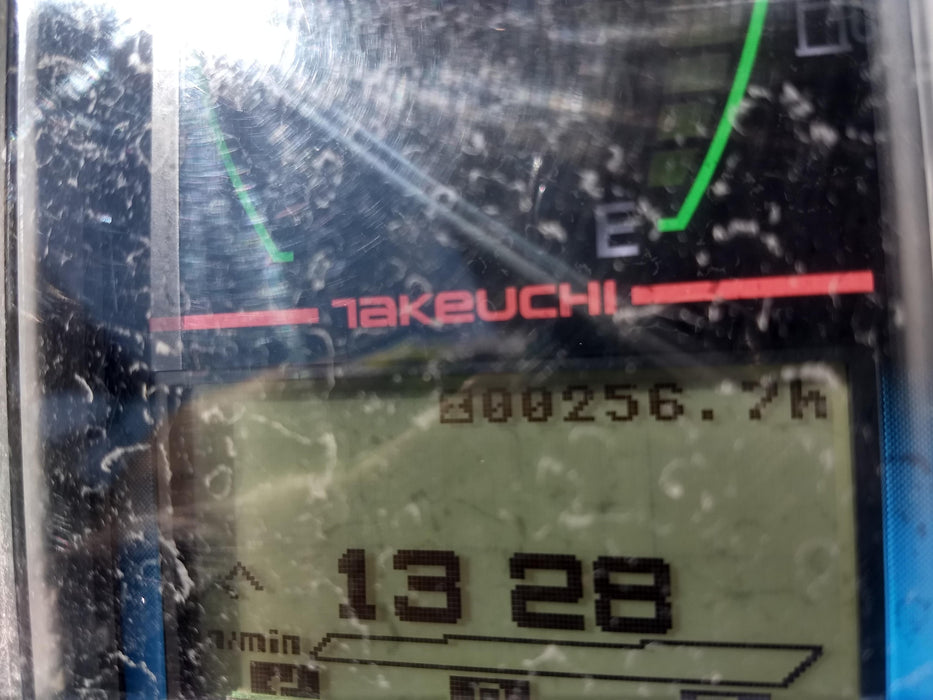 E
TAKEUCHI
00256.7h
13 28
n/min